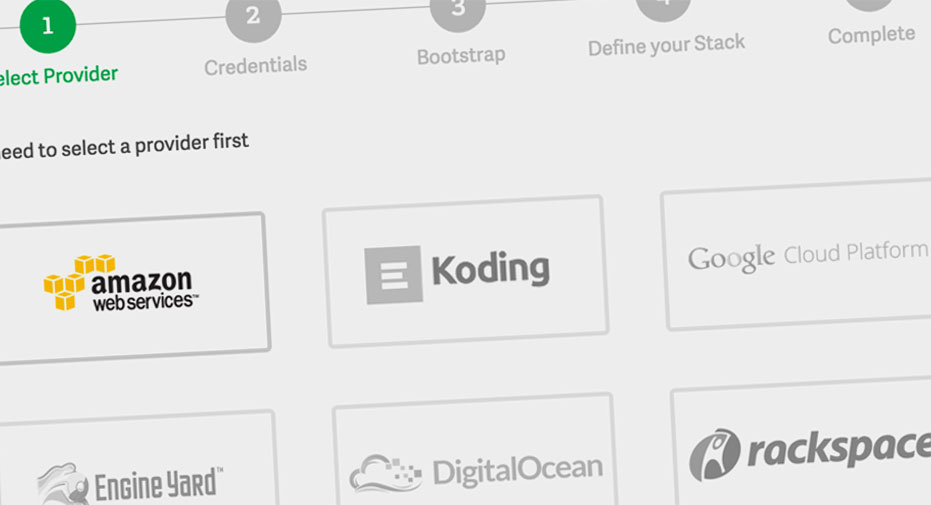 1
2
3
4
elect Provider
Credentials
Bootstrap
Define your Stack
Complete
eed to select a provider first
amazon
web services™
Koding
Google Cloud Platform
Engine Yard™
DigitalOcean
rackspace